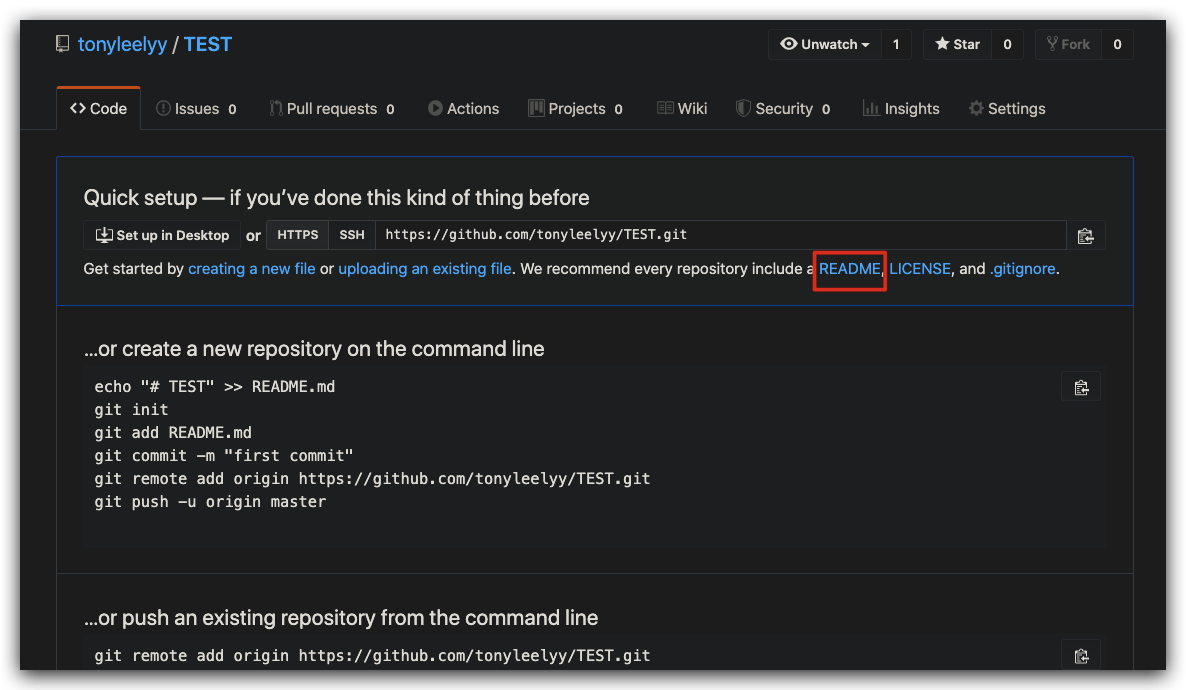 tonyleelyy / TEST
Unwatch 1 Star 0 Fork 0
Code Issues 0 Pull requests 0 Actions Projects 0 Wiki Security 0 Insights Settings
Quick setup — if you’ve done this kind of thing before
Set up in Desktop or HTTPS SSH https://github.com/tonyleelyy/TEST.git
Get started by creating a new file or uploading an existing file. We recommend every repository include a README, LICENSE, and .gitignore.
…or create a new repository on the command line
echo "# TEST" >> README.md
git init
git add README.md
git commit -m "first commit"
git remote add origin https://github.com/tonyleelyy/TEST.git
git push -u origin master
…or push an existing repository from the command line
git remote add origin https://github.com/tonyleelyy/TEST.git